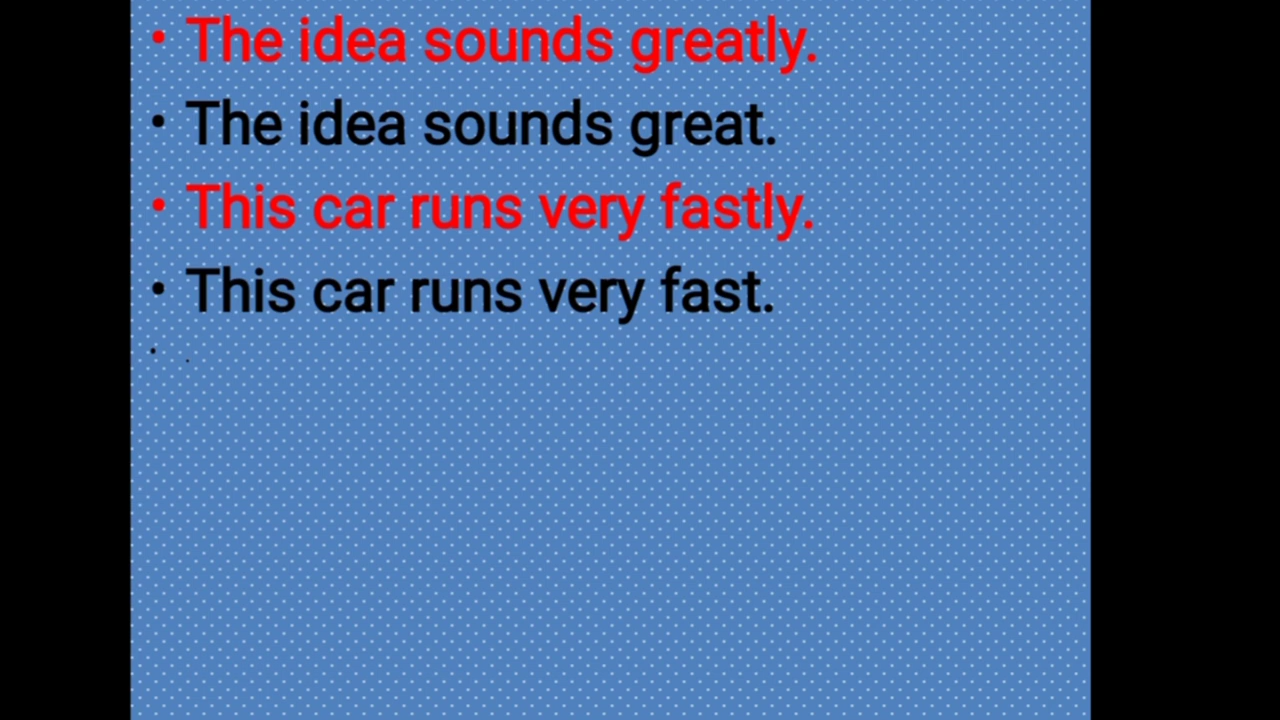 • The idea sounds greatly.
• The idea sounds great.
• This car runs very fastly.
• This car runs very fast.
• .